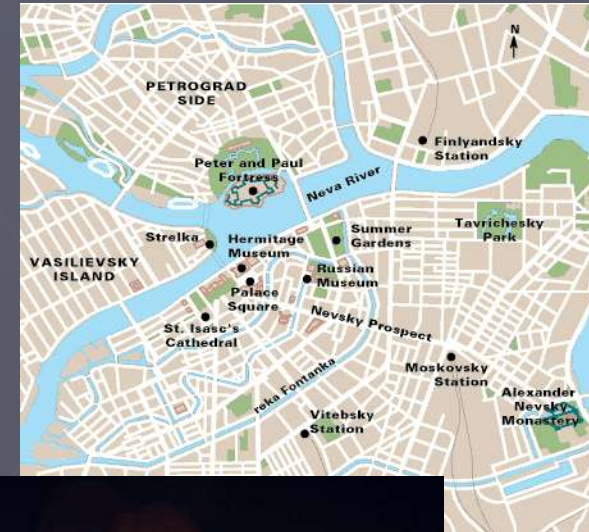 N
PETROGRAD
SIDE
Finlyandsky
Station
Peter and Paul
Fortress
Neva River
Strelka
Hermitage
Museum
Summer
Gardens
Tavrichesky
Park
VASILIEVSKY
ISLAND
Palace
Square
Russian
Museum
St. Isasc's
Cathedral
Nevsky Prospect
Moskovsky
Station
reka Fontanka
Vitebsky
Station
Alexander
Nevsky
Monastery